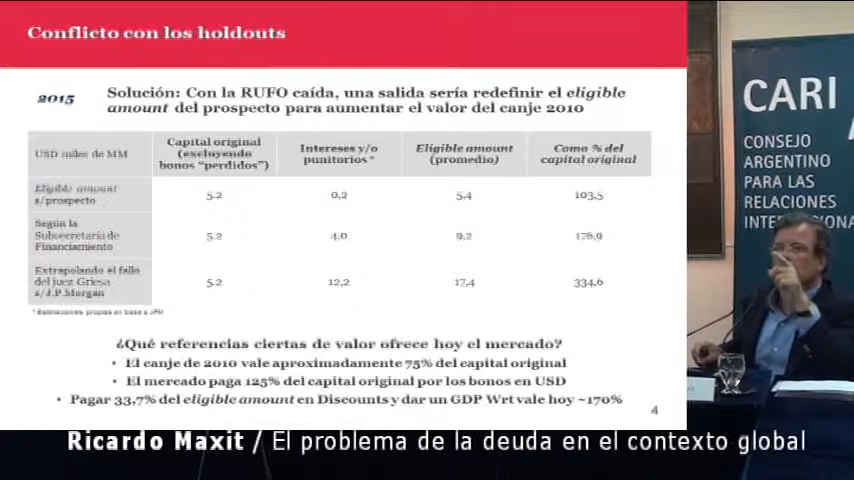 Conflicto con los holdouts
2015
Solución: Con la RUFO caída, una salida sería redefinir el eligible
amount del prospecto para aumentar el valor del canje 2010
USD miles de MM
Capital original
(excluyendo
bonos "perdidos")
Intereses y/o
punitorios *
Eligible amount
(promedio)
Como % del
capital original
Eligible amount
s/prospecto
5.2
0,2
5,4
103,5
Según la
Subsecretaría de
Financiamiento
5.2
4,0
9,2
176,9
Extrapolando el fallo
del juez Griesa
s/J.P.Morgan
5.2
12,2
17,4
334,6
* Estimaciones propias en base a JPM
¿Qué referencias ciertas de valor ofrece hoy el mercado?
• El canje de 2010 vale aproximadamente 75% del capital original
• El mercado paga 125% del capital original por los bonos en USD
• Pagar 33,7% del eligible amount en Discounts y dar un GDP Wrt vale hoy ~170%
4
CARI
CONSEJO
ARGENTINO
PARA LAS
RELACIONES
Ricardo Maxit / El problema de la deuda en el contexto global